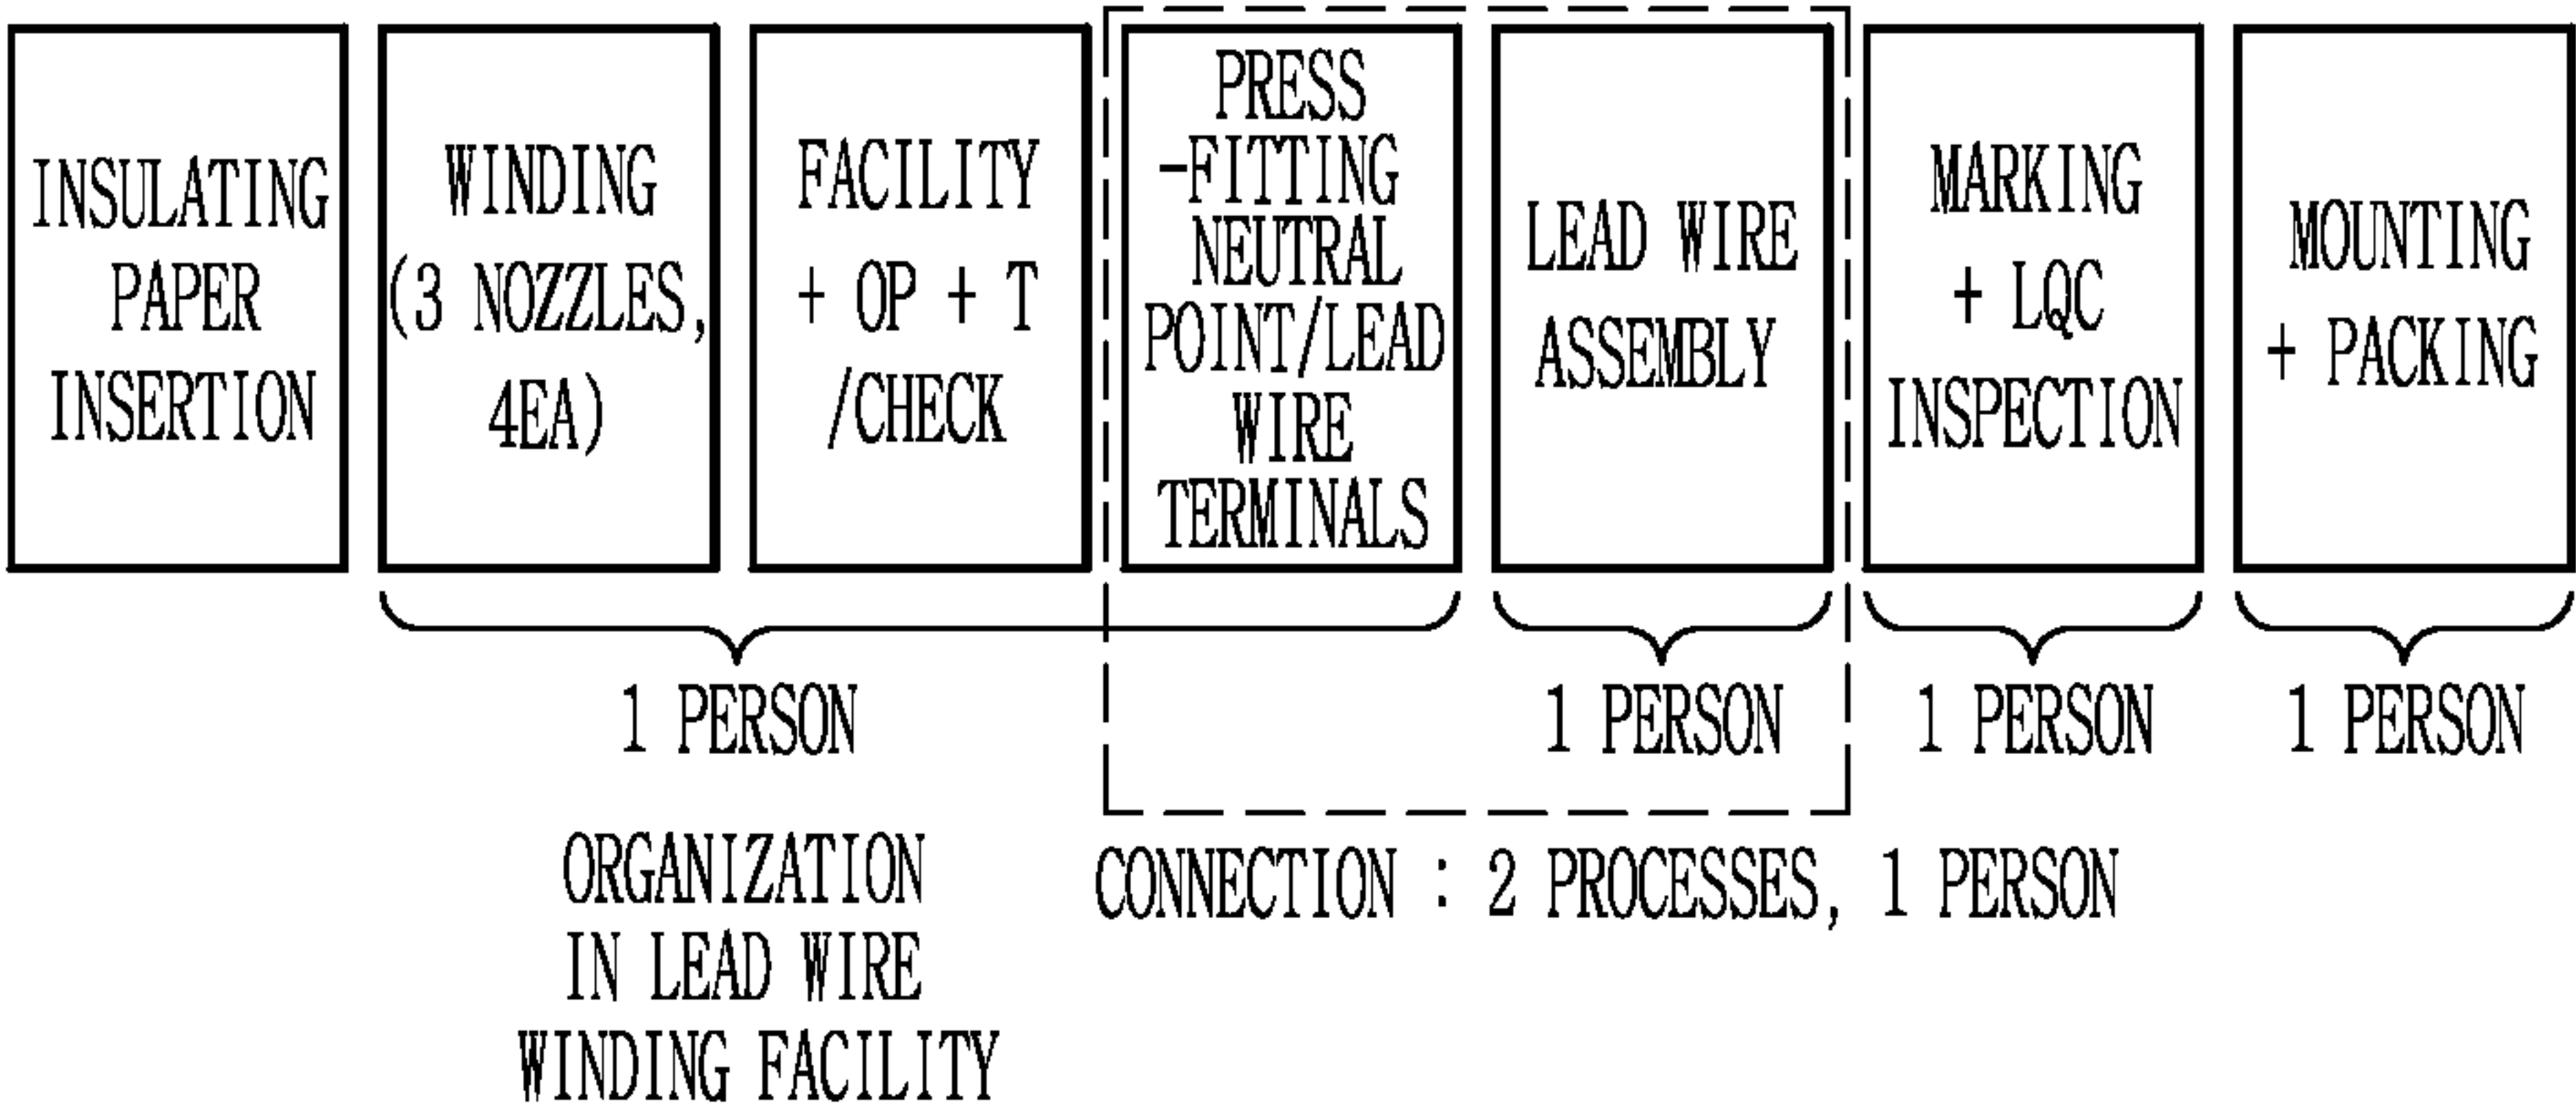 INSULATING
PAPER
INSERTION
WINDING
(3 NOZZLES,
4EA)
FACILITY
+ OP + T
/CHECK
PRESS
-FITTING
NEUTRAL
POINT/LEAD
WIRE
TERMINALS
LEAD WIRE
ASSEMBLY
MARKING
+ LQC
INSPECTION
MOUNTING
+ PACKING
1 PERSON
1 PERSON
1 PERSON
1 PERSON
ORGANIZATION
IN LEAD WIRE
WINDING FACILITY
CONNECTION : 2 PROCESSES, 1 PERSON